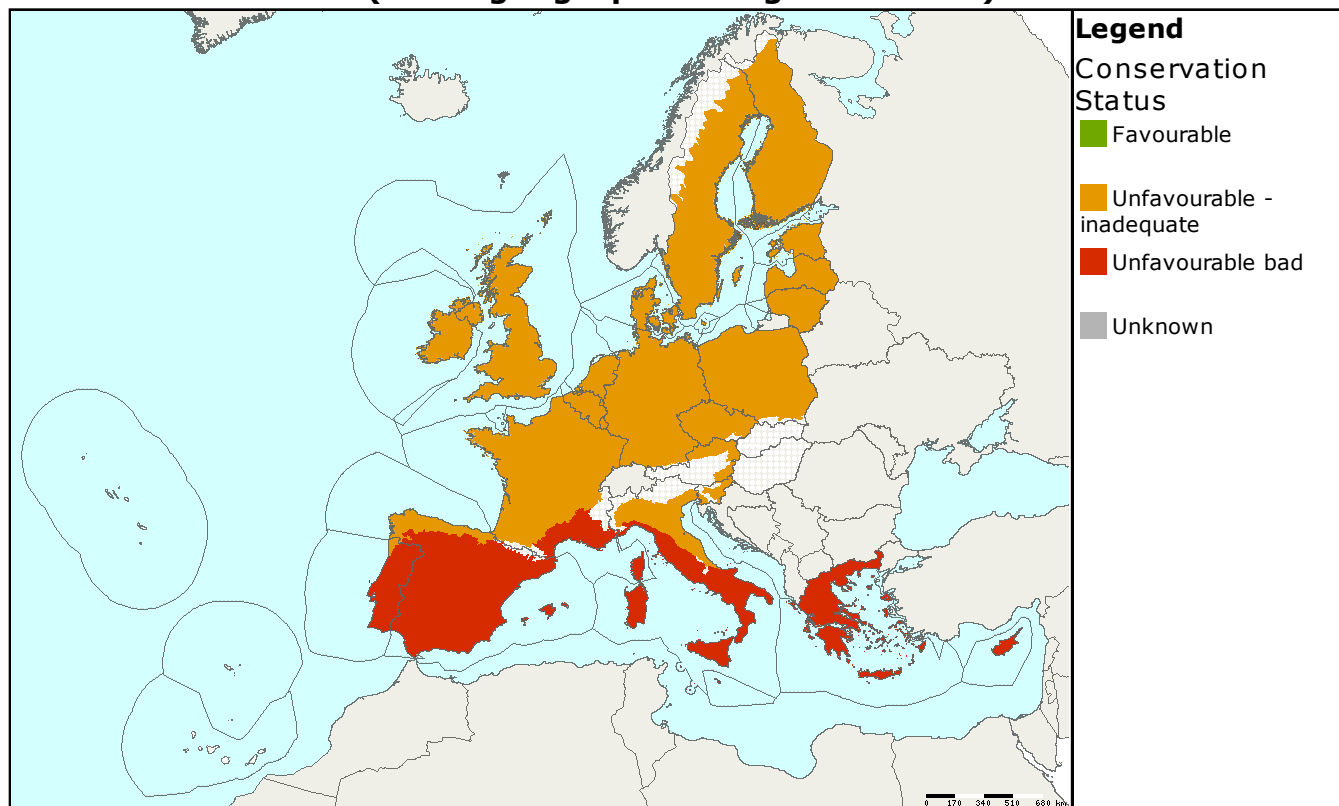 Legend
Conservation
Status
Favourable
Unfavourable -
inadequate
Unfavourable bad
Unknown
0 170 340 510 680 km